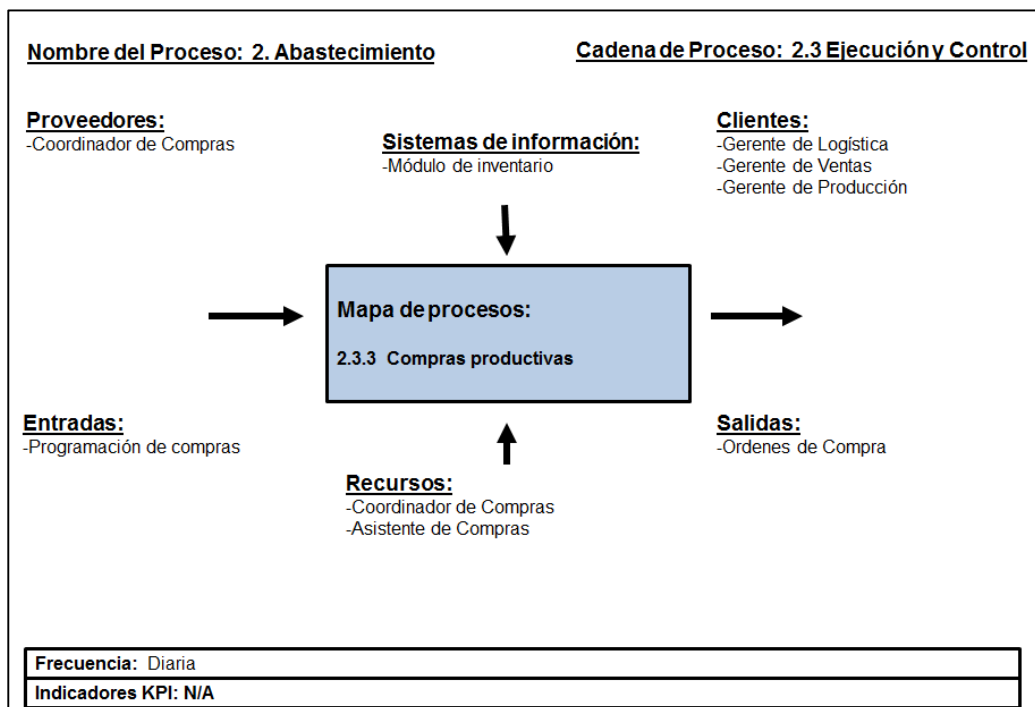 Nombre del Proceso: 2. Abastecimiento
Cadena de Proceso: 2.3 Ejecución y Control
Proveedores:
-Coordinador de Compras
Sistemas de información:
-Módulo de inventario
Clientes:
-Gerente de Logística
-Gerente de Ventas
-Gerente de Producción
Mapa de procesos:
2.3.3 Compras productivas
Entradas:
-Programación de compras
Salidas:
-Ordenes de Compra
Recursos:
-Coordinador de Compras
-Asistente de Compras
Frecuencia: Diaria
Indicadores KPI: N/A